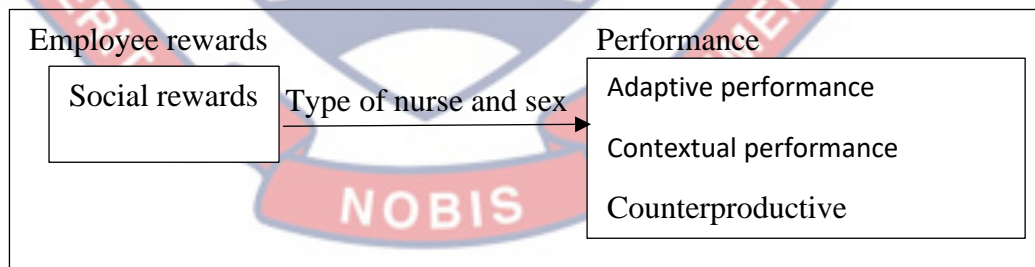 Employee rewards
Performance
Social rewards
Type of nurse and sex
Adaptive performance
Contextual performance
Counterproductive
NOBIS